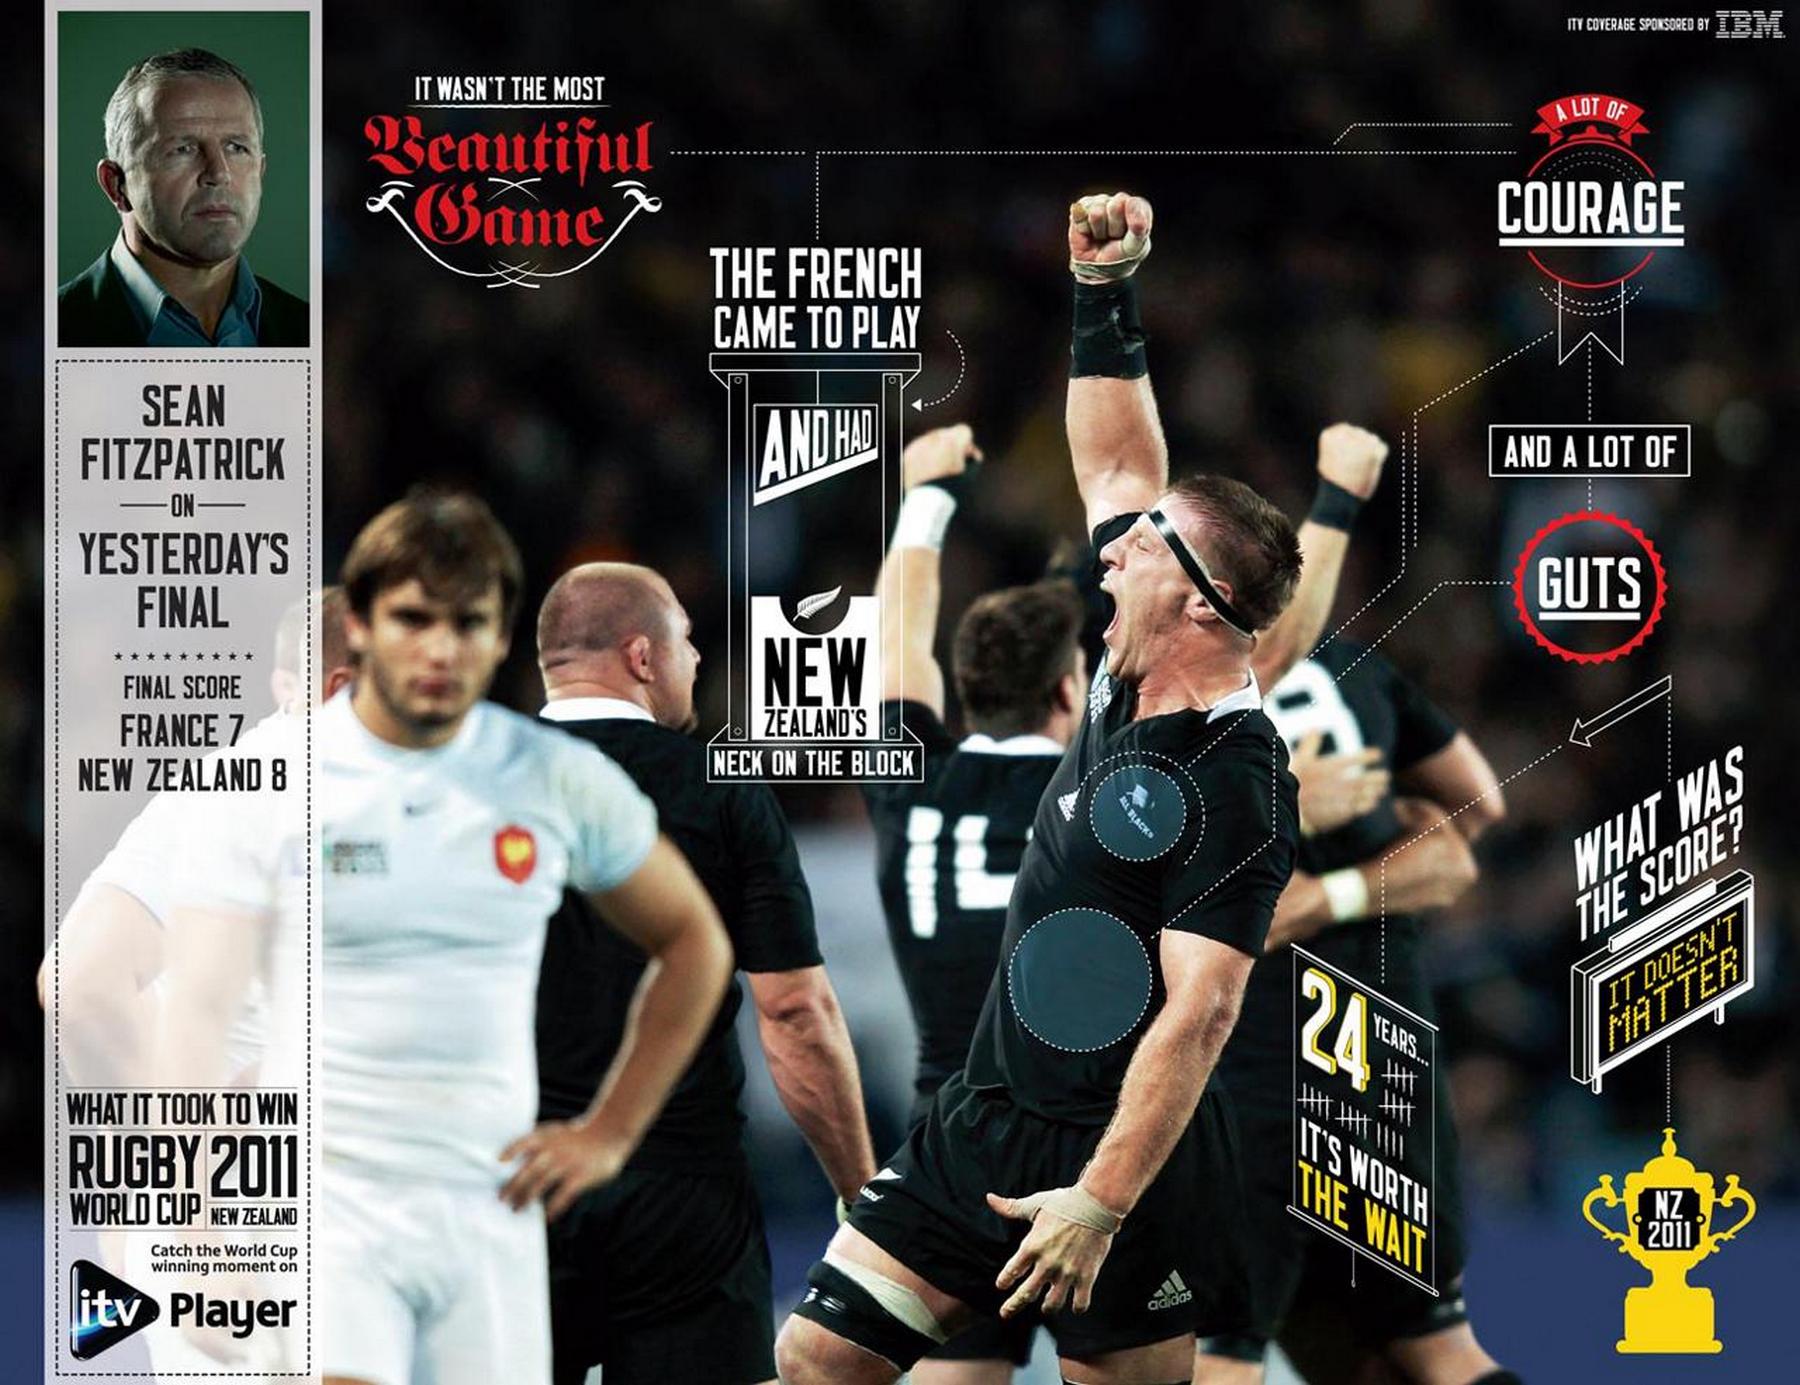 ITV COVERAGE SPONSORED BY IBM
SEAN
FITZPATRICK
ON
YESTERDAY'S
FINAL
FINAL SCORE
FRANCE 7
NEW ZEALAND 8
WHAT IT TOOK TO WIN
RUGBY 2011
WORLD CUP NEW ZEALAND
Catch the World Cup
winning moment on
itv Player
IT WASN'T THE MOST
Beautiful
Game
THE FRENCH
CAME TO PLAY
AND HAD
NEW
ZEALAND'S
NECK ON THE BLOCK
A LOT OF
COURAGE
AND A LOT OF
GUTS
WHAT WAS
THE SCORE?
IT DOESN'T
MATTER
24 YEARS...
IT'S WORTH
THE WAIT
NZ
2011
14
ALL BLACKS
adidas